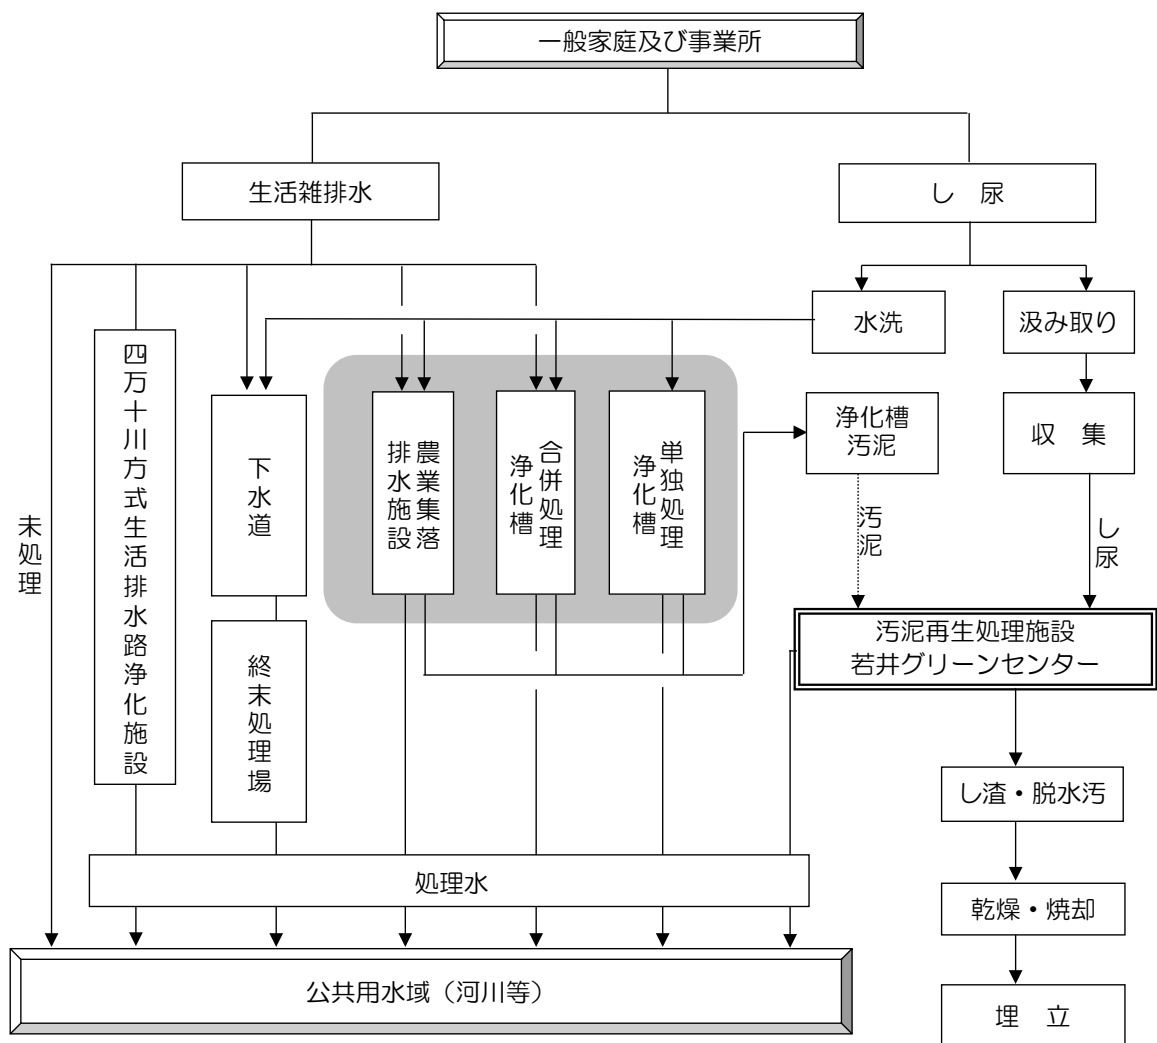 一般家庭及び事業所
生活雑排水
し　尿
水洗
汲み取り
四万十川方式生活排水路浄化施設
下水道
農業集落
排水施設
合併処理
浄化槽
単独処理
浄化槽
浄化槽
汚泥
収　集
未処理
汚泥
し尿
終末処理場
汚泥再生処理施設
若井グリーンセンター
し渣・脱水汚
処理水
乾燥・焼却
公共用水域（河川等）
埋　立